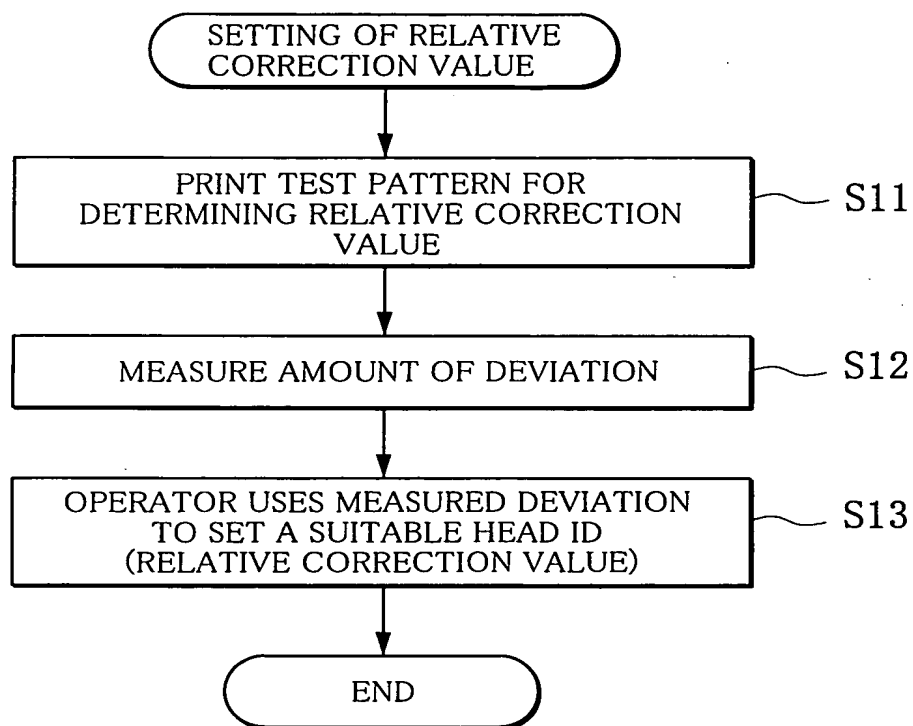 SETTING OF RELATIVE
CORRECTION VALUE
PRINT TEST PATTERN FOR
DETERMINING RELATIVE CORRECTION
VALUE
S11
MEASURE AMOUNT OF DEVIATION
S12
OPERATOR USES MEASURED DEVIATION
TO SET A SUITABLE HEAD ID
(RELATIVE CORRECTION VALUE)
S13
END